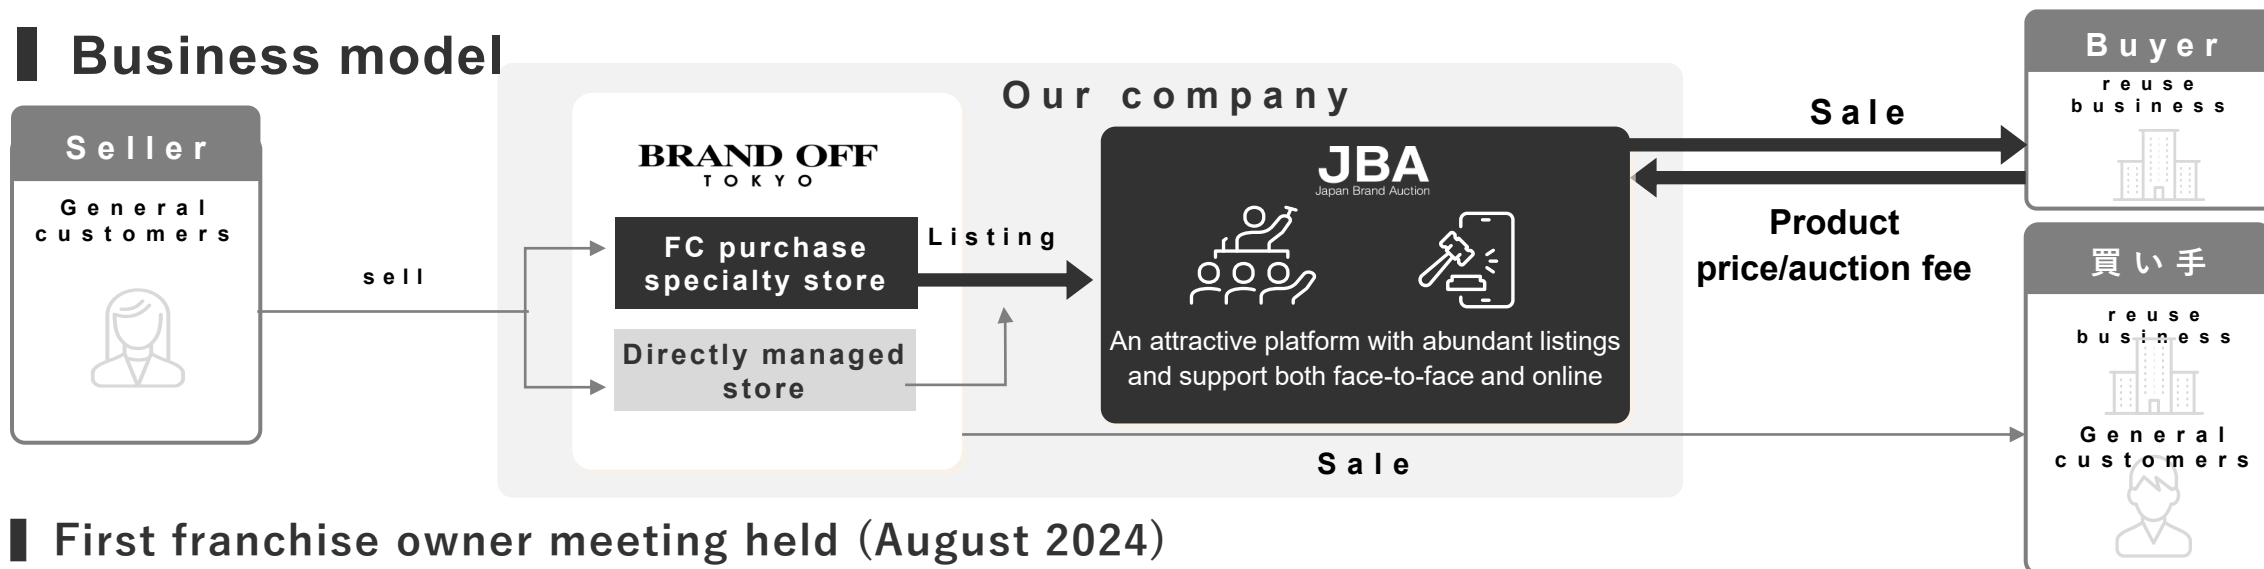 Business model
Seller
General
customers
sell
Our company
BRAND OFF
TOKYO
FC purchase
specialty store
Directly managed
store
Listing
JBA
Japan Brand Auction
An attractive platform with abundant listings
and support both face-to-face and online
Sale
Product
price/auction fee
Sale
Buyer
reuse
business
買い手
reuse
business
General
customers
First franchise owner meeting held (August 2024)